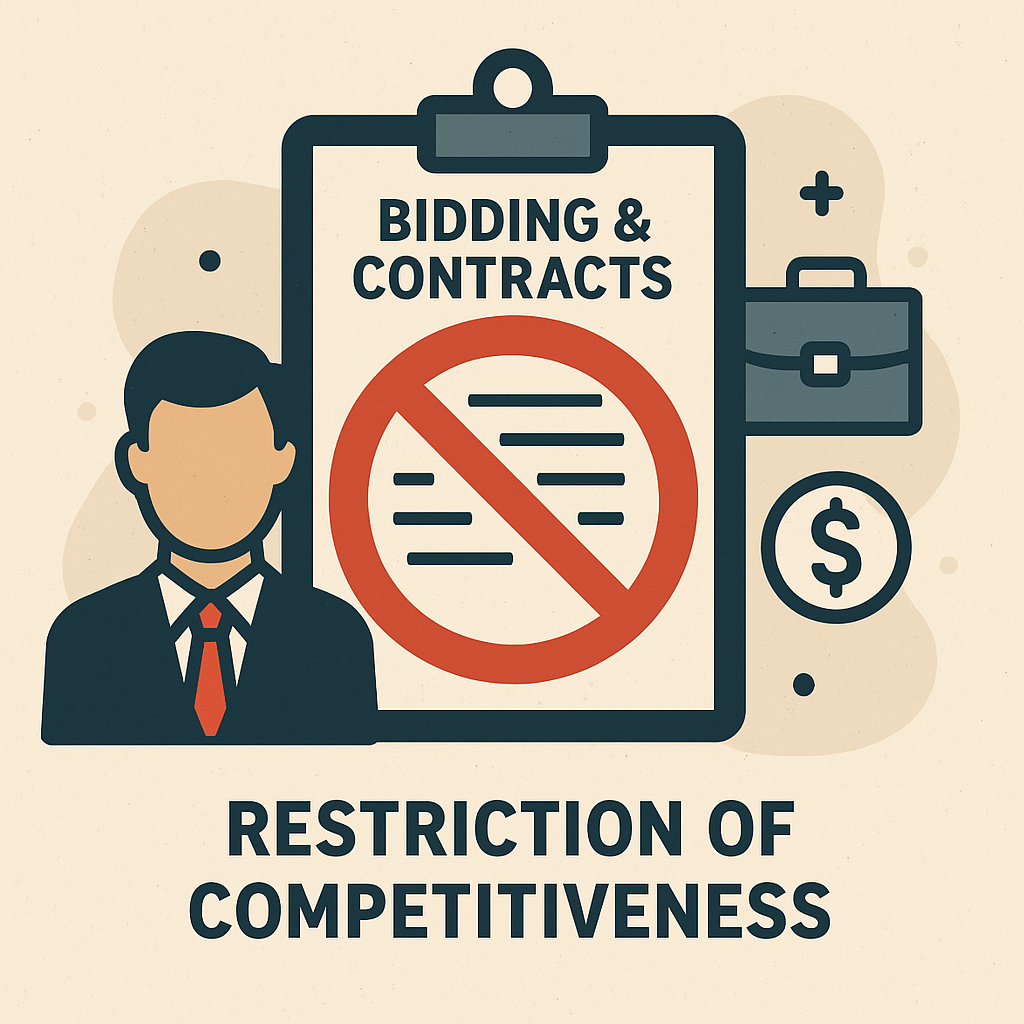 BIDDING &
CONTRACTS
$
RESTRICTION OF
COMPETITIVENESS